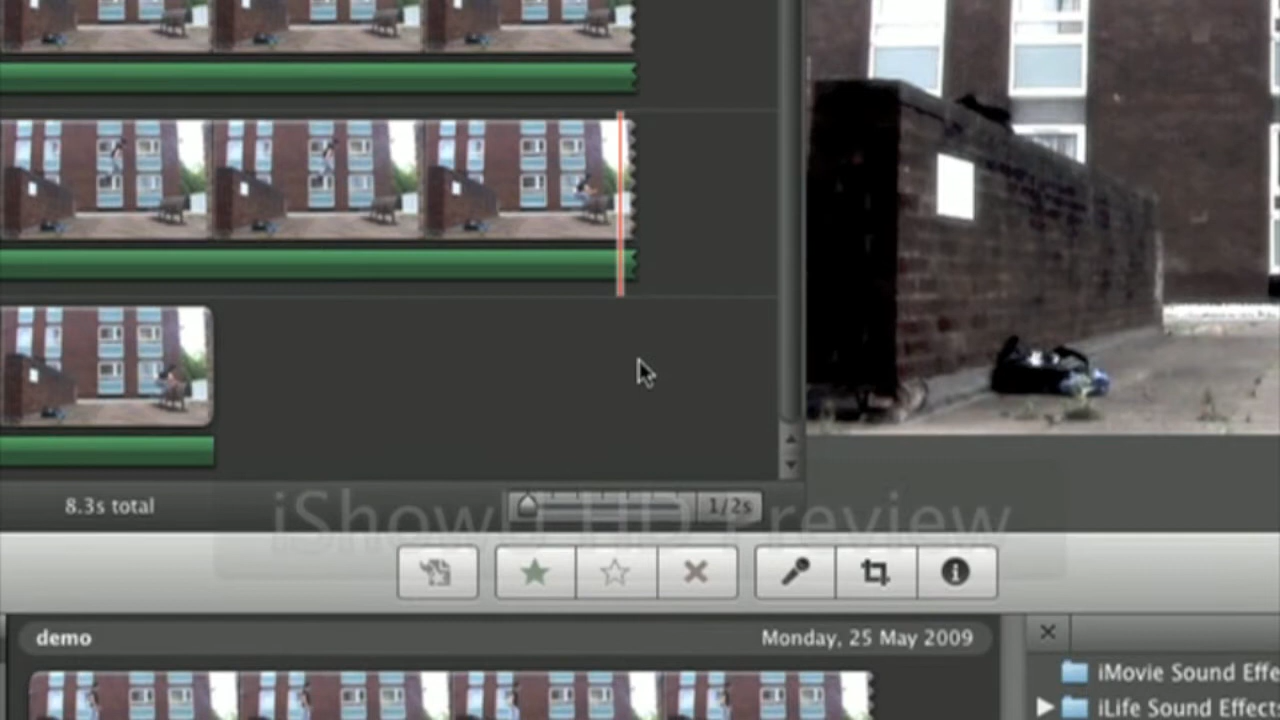 8.3s total
1/2s
iShowU HD Preview
demo
Monday, 25 May 2009
iMovie Sound Effe
iLife Sound Effect